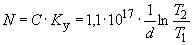 N = C · K_y = 1,1 · 10^17 · 1/d ln T_2/T_1